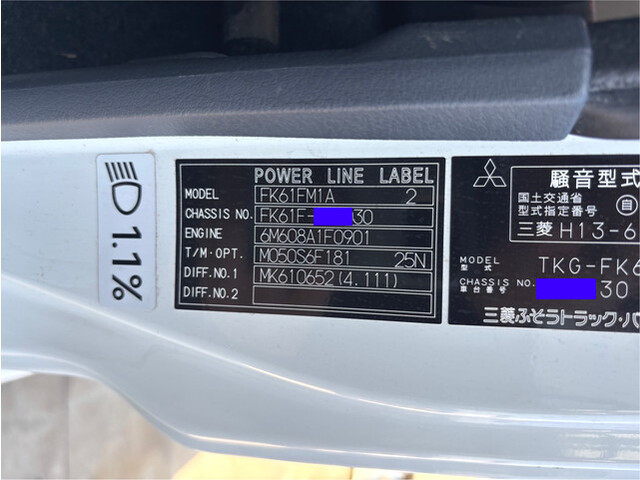 1.1%
POWER LINE LABEL
MODEL FK61FM1A 2
CHASSIS NO. FK61F- 30
ENGINE 6M608A1F0901
T/M·OPT. M050S6F181 25N
DIFF.NO.1 MK610652(4.111)
DIFF.NO.2
騒音型式
国土交通省 自
型式指定番号
三菱 H13-6
MODEL
型式 TKG-FK6
CHASSIS NO.
車台番号 30
三菱ふそうトラック・バ